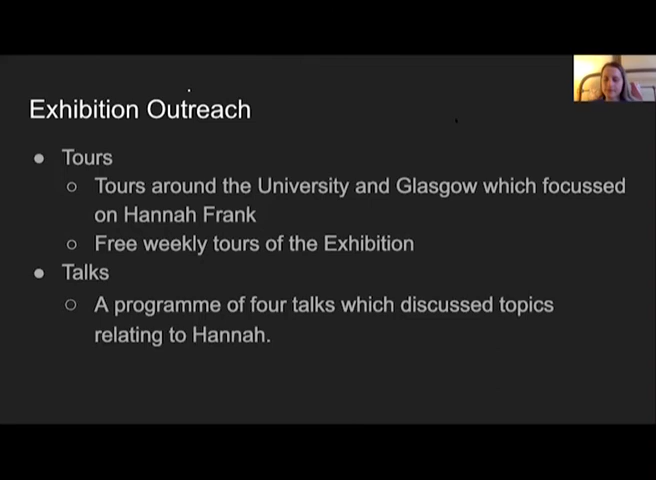 Exhibition Outreach
● Tours
○ Tours around the University and Glasgow which focussed
on Hannah Frank
○ Free weekly tours of the Exhibition
● Talks
○ A programme of four talks which discussed topics
relating to Hannah.